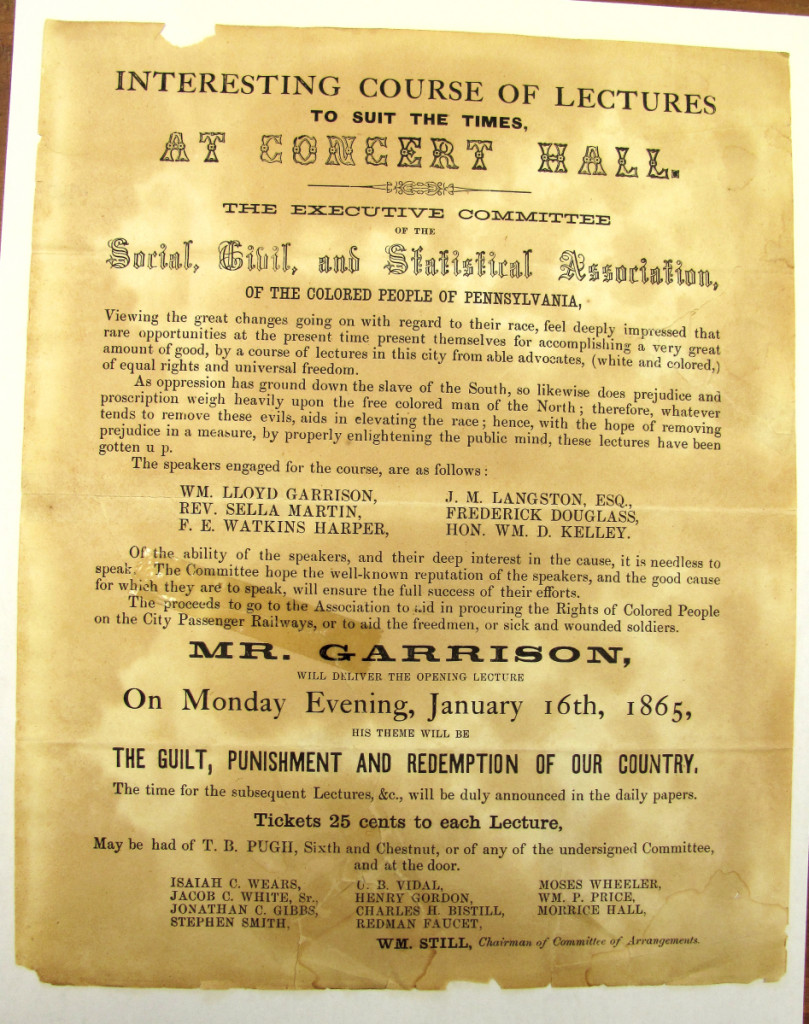 INTERESTING COURSE OF LECTURES
TO SUIT THE TIMES,
AT CONCERT HALL.
THE EXECUTIVE COMMITTEE
OF THE
Social, Civil, and Statistical Association,
OF THE COLORED PEOPLE OF PENNSYLVANIA,
Viewing the great changes going on with regard to their race, feel deeply impressed that
rare opportunities at the present time present themselves for accomplishing a very great
amount of good, by a course of lectures in this city from able advocates, (white and colored,)
of equal rights and universal freedom.
As oppression has ground down the slave of the South, so likewise does prejudice and
proscription weigh heavily upon the free colored man of the North; therefore, whatever
tends to remove these evils, aids in elevating the race; hence, with the hope of removing
prejudice in a measure, by properly enlightening the public mind, these lectures have been
gotten u p.
The speakers engaged for the course, are as follows:
WM. LLOYD GARRISON,
REV. SELLA MARTIN,
F. E. WATKINS HARPER,
J. M. LANGSTON, ESQ.,
FREDERICK DOUGLASS,
HON. WM. D. KELLEY.
Of the ability of the speakers, and their deep interest in the cause, it is needless to
speak. The Committee hope the well-known reputation of the speakers, and the good cause
for which they are to speak, will ensure the full success of their efforts.
The proceeds to go to the Association to aid in procuring the Rights of Colored People
on the City Passenger Railways, or to aid the freedmen, or sick and wounded soldiers.
MR. GARRISON,
WILL DELIVER THE OPENING LECTURE
On Monday Evening, January 16th, 1865,
HIS THEME WILL BE
THE GUILT, PUNISHMENT AND REDEMPTION OF OUR COUNTRY.
The time for the subsequent Lectures, &c., will be duly announced in the daily papers.
Tickets 25 cents to each Lecture,
May be had of T. B. PUGH, Sixth and Chestnut, or of any of the undersigned Committee,
and at the door.
ISAIAH C. WEARS,
JACOB C. WHITE, Sr.,
JONATHAN C. GIBBS,
STEPHEN SMITH,
U. B. VIDAL,
HENRY GORDON,
CHARLES H. BISTILL,
REDMAN FAUCET,
MOSES WHEELER,
WM. P. PRICE,
MORRICE HALL,
WM. STILL, Chairman of Committee of Arrangements.